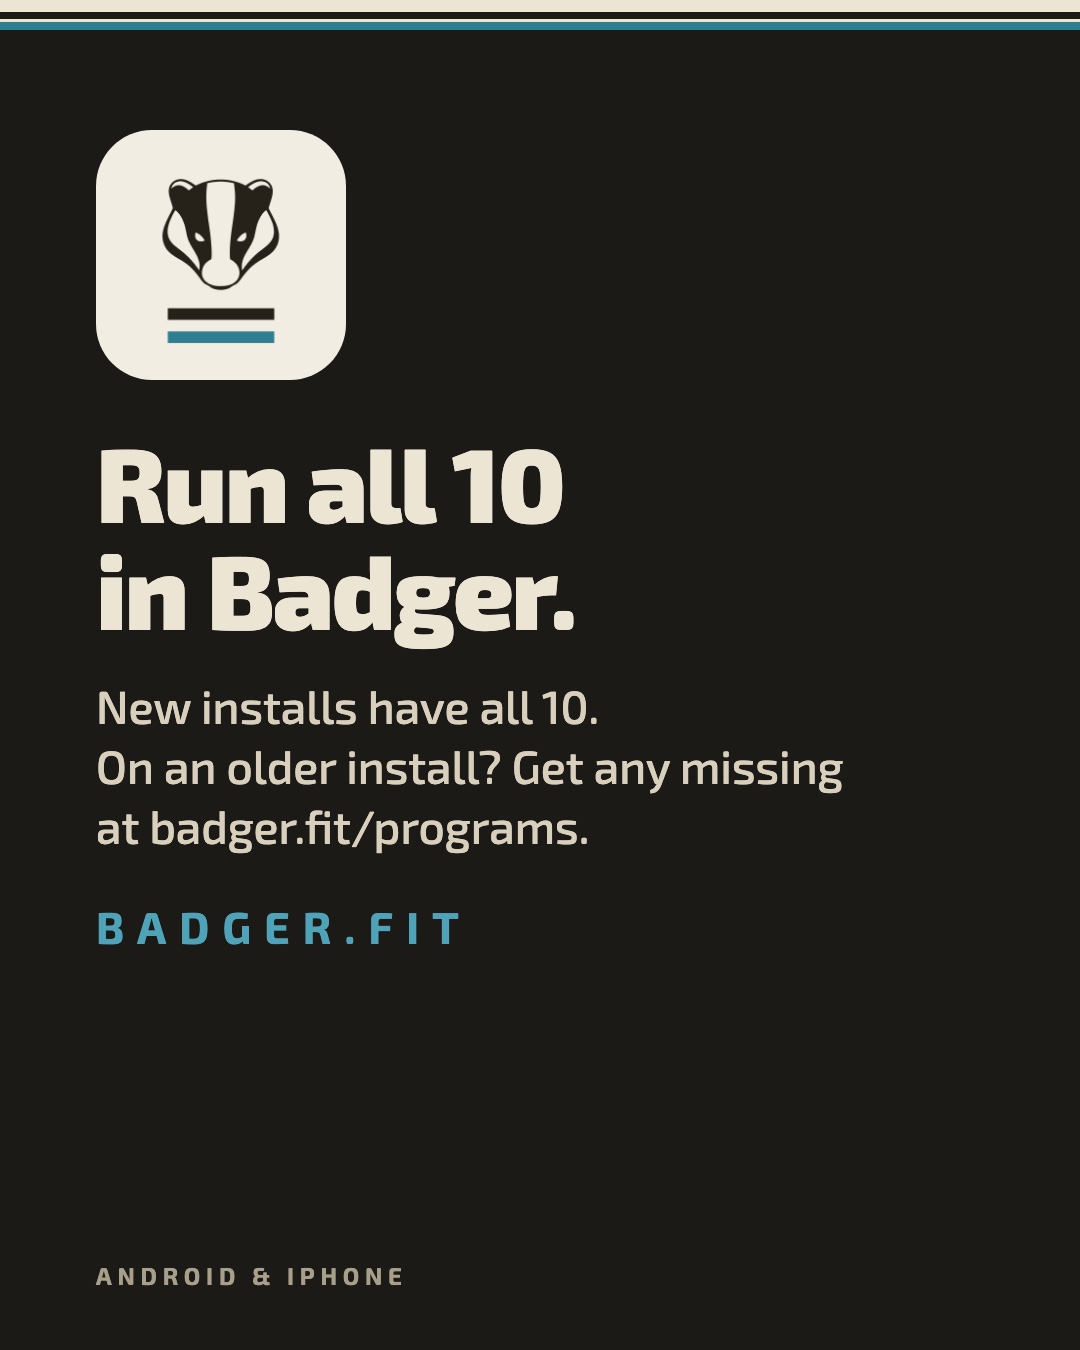 Run all 10
in Badger.
New installs have all 10.
On an older install? Get any missing
at badger.fit/programs.
BADGER.FIT
ANDROID & IPHONE